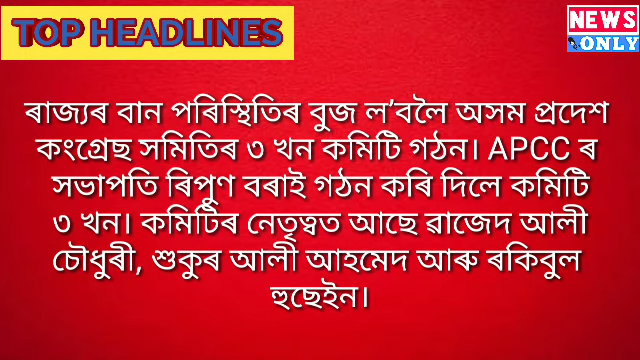 TOP HEADLINES
NEWS
ONLY
ৰাজ্যৰ বান পৰিস্থিতিৰ বুজ ল’বলৈ অসম প্ৰদেশ
কংগ্ৰেছ সমিতিৰ ৩ খন কমিটি গঠন। APCC ৰ
সভাপতি ৰিপুণ বৰাই গঠন কৰি দিলে কমিটি
৩ খন। কমিটিৰ নেতৃত্বত আছে ৱাজেদ আলী
চৌধুৰী, শুকুৰ আলী আহমেদ আৰু ৰকিবুল
হুছেইন।